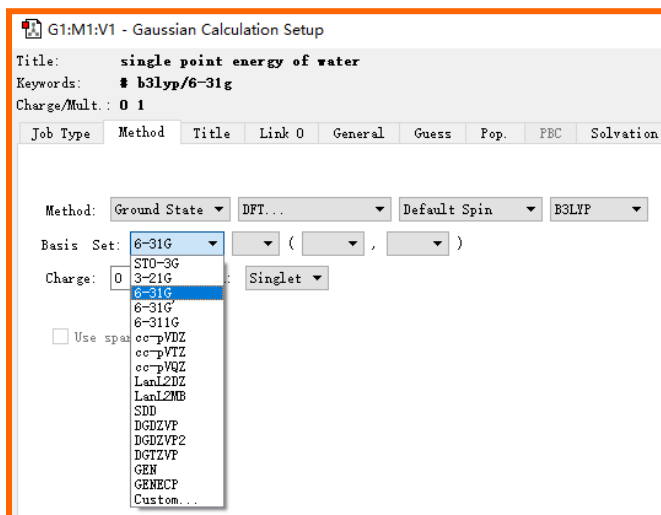 G1:M1:V1 - Gaussian Calculation Setup
Title: single point energy of water
Keywords: # b3lyp/6-31g
Charge/Mult.: 0 1
Job Type Method Title Link 0 General Guess Pop. PBC Solvation
Method: Ground State DFT... Default Spin B3LYP
Basis Set: 6-31G ( , )
STO-3G
Charge: 0 3-21G : Singlet
6-31G
6-31G'
6-311G
Use spar cc-pVDZ
cc-pVTZ
cc-pVQZ
LanL2DZ
LanL2MB
SDD
DGDZVP
DGDZVP2
DGTZVP
GEN
GENECP
Custom...